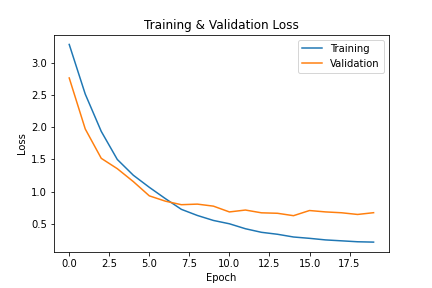 Training & Validation Loss
Training
Validation
Loss
3.0
2.5
2.0
1.5
1.0
0.5
0.0 2.5 5.0 7.5 10.0 12.5 15.0 17.5
Epoch